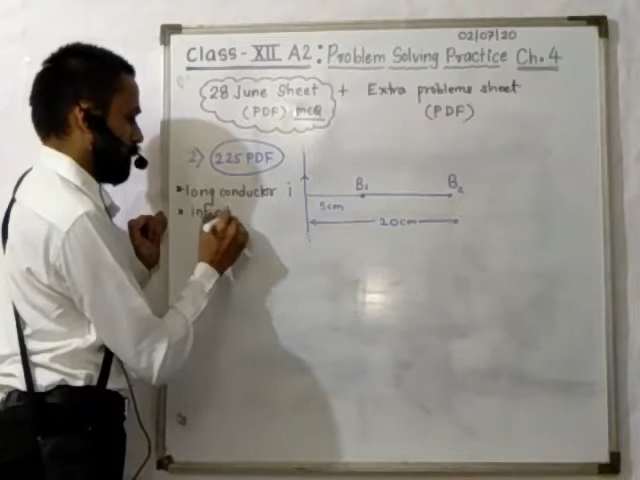 02/07/20
Class-XII A2: Problem Solving Practice Ch. 4
28 June Sheet + Extra problems sheet
(PDF) MCQ (PDF)
225 PDF
long conductor i B₁ B₂
5cm
20cm